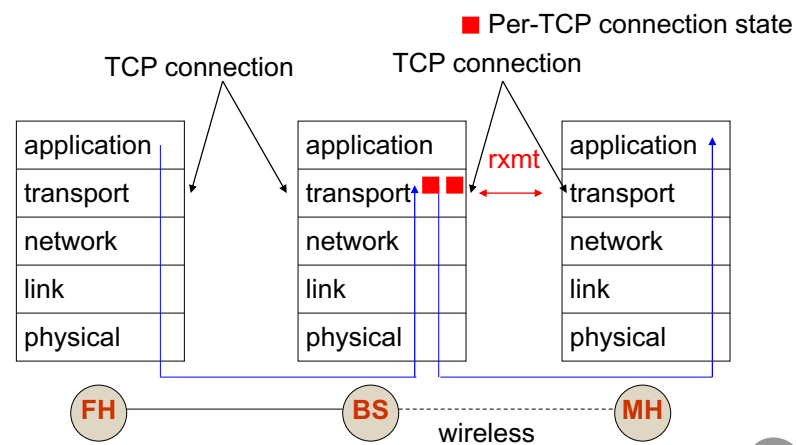 Per-TCP connection state
TCP connection
TCP connection
application
transport
network
link
physical
application
transport
network
link
physical
rxmt
application
transport
network
link
physical
FH
BS
MH
wireless